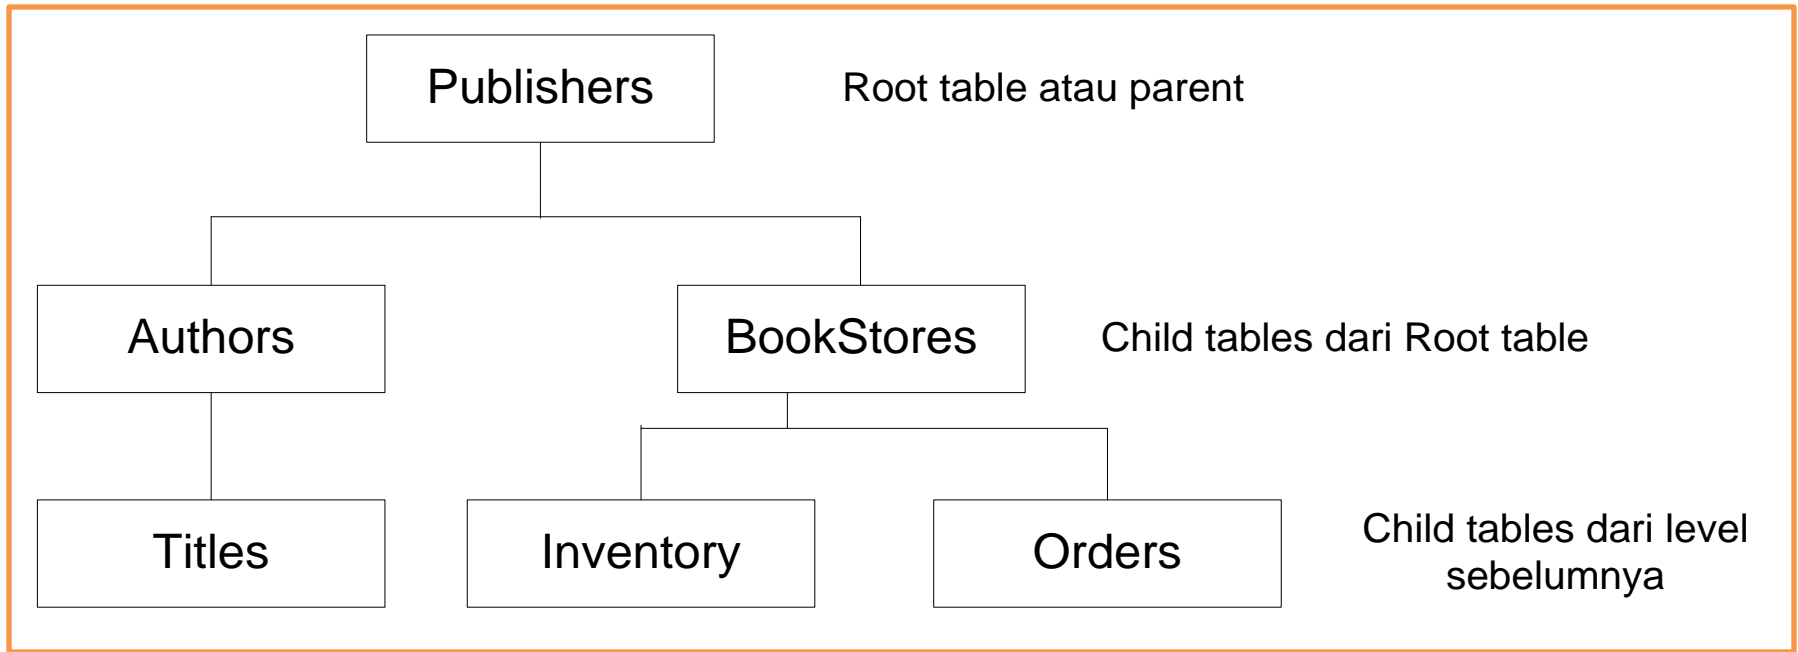 Publishers
Root table atau parent
Authors
BookStores
Child tables dari Root table
Titles
Inventory
Orders
Child tables dari level
sebelumnya